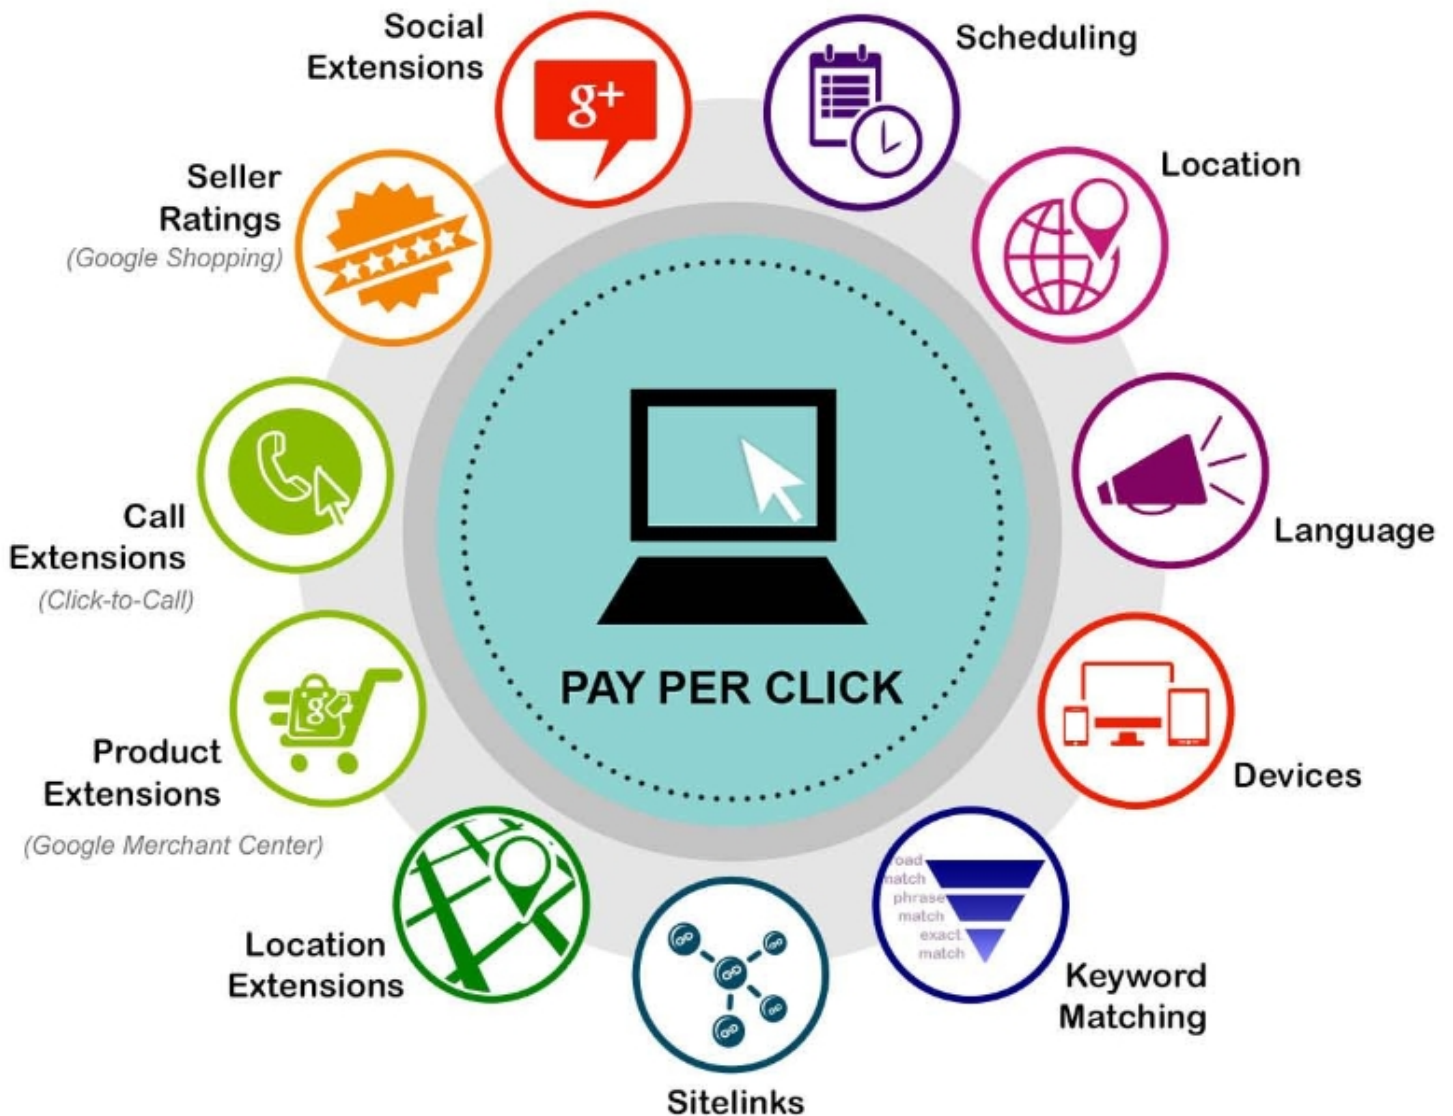 Social
Extensions
g+
Scheduling
Location
Seller
Ratings
(Google Shopping)
Call
Extensions
(Click-to-Call)
Language
PAY PER CLICK
g
Product
Extensions
(Google Merchant Center)
Devices
oad
match
phrase
match
exact
match
Location
Extensions
Keyword
Matching
Sitelinks